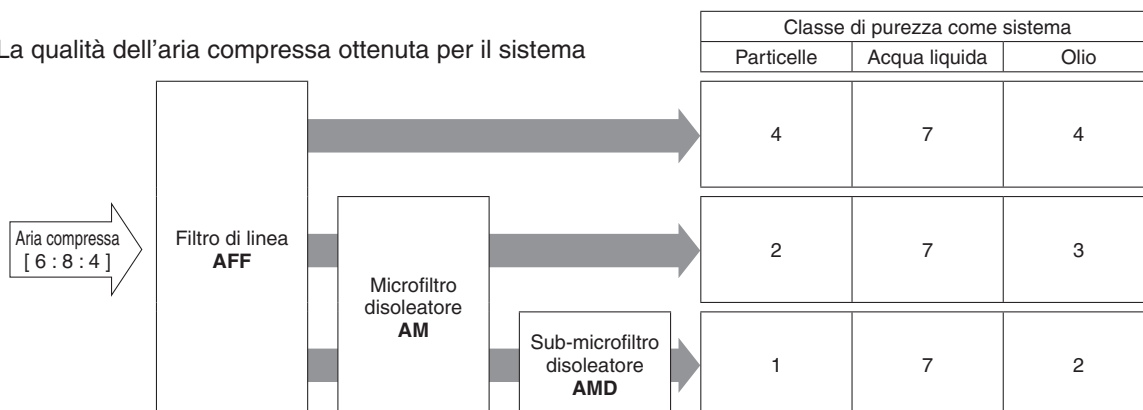 La qualità dell'aria compressa ottenuta per il sistema
Classe di purezza come sistema
Particelle Acqua liquida Olio
4 7 4
Aria compressa
[ 6 : 8 : 4 ]
Filtro di linea
AFF
2 7 3
Microfiltro
disoleatore
AM
Sub-microfiltro
disoleatore
AMD
1 7 2